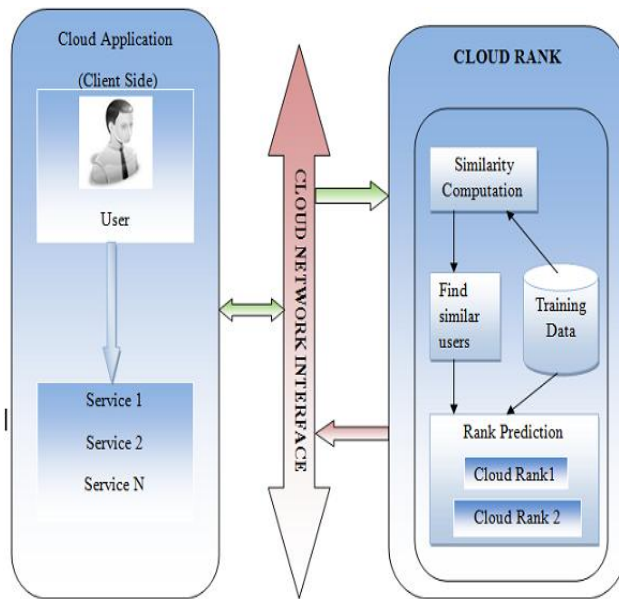 Cloud Application
(Client Side)
User
Service 1
Service 2
Service N
CLOUD NETWORK INTERFACE
CLOUD RANK
Similarity
Computation
Find
similar
users
Training
Data
Rank Prediction
Cloud Rank1
Cloud Rank 2